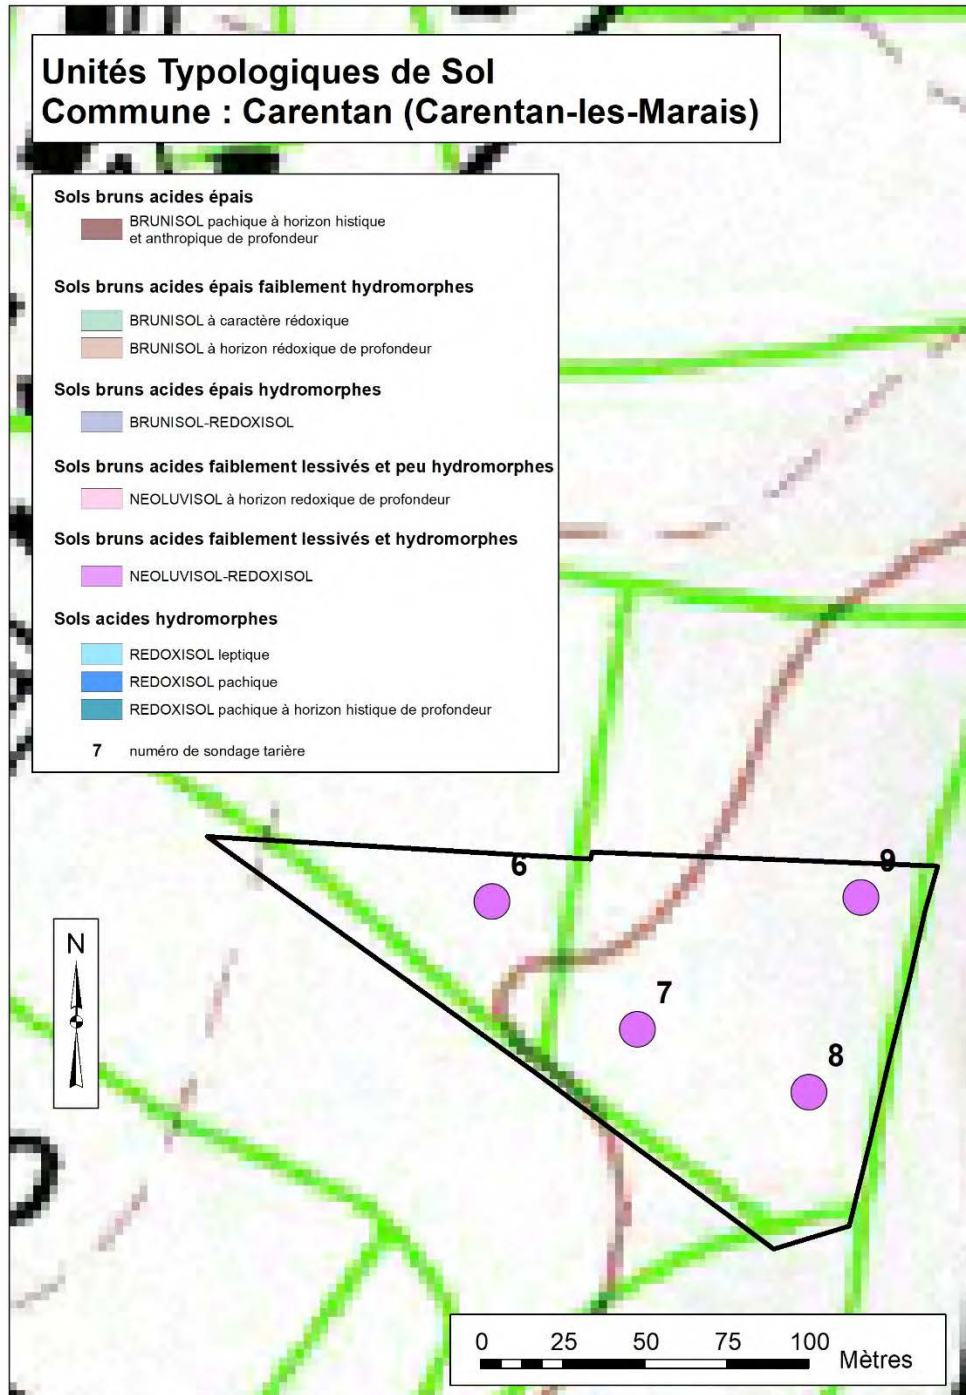 Unités Typologiques de Sol
Commune : Carentan (Carentan-les-Marais)
Sols bruns acides épais
BRUNISOL pachique à horizon histique
et anthropique de profondeur
Sols bruns acides épais faiblement hydromorphes
BRUNISOL à caractère rédoxique
BRUNISOL à horizon rédoxique de profondeur
Sols bruns acides épais hydromorphes
BRUNISOL-REDOXISOL
Sols bruns acides faiblement lessivés et peu hydromorphes
NEOLUVISOL à horizon redoxique de profondeur
Sols bruns acides faiblement lessivés et hydromorphes
NEOLUVISOL-REDOXISOL
Sols acides hydromorphes
REDOXISOL leptique
REDOXISOL pachique
REDOXISOL pachique à horizon histique de profondeur
7 numéro de sondage tarière
6
9
7
8
N
0 25 50 75 100
Mètres